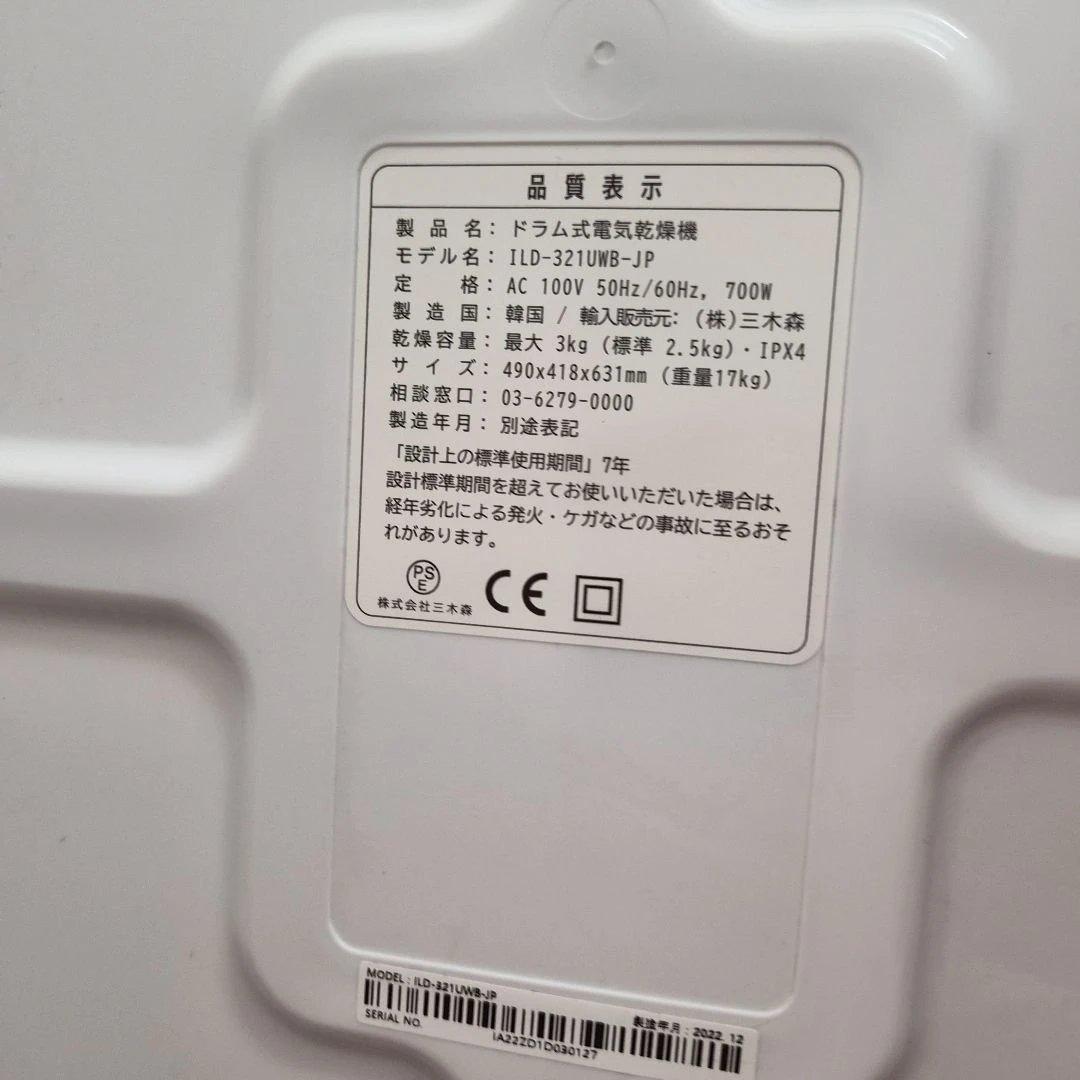 品質表示
製品名: ドラム式電気乾燥機
モデル名: ILD-321UWB-JP
定格: AC 100V 50Hz/60Hz, 700W
製造国: 韓国 / 輸入販売元: (株)三木森
乾燥容量: 最大 3kg (標準 2.5kg)・IPX4
サイズ: 490x418x631mm (重量17kg)
相談窓口: 03-6279-0000
製造年月: 別途表記
「設計上の標準使用期間」7年
設計標準期間を超えてお使いいただいた場合は、
経年劣化による発火・ケガなどの事故に至るおそ
れがあります。
PS
E
株式会社三木森
CE
MODEL : ILD-321UWB-JP
製造年月 : 2022. 12
SERIAL NO.
IA22ZD1D030127